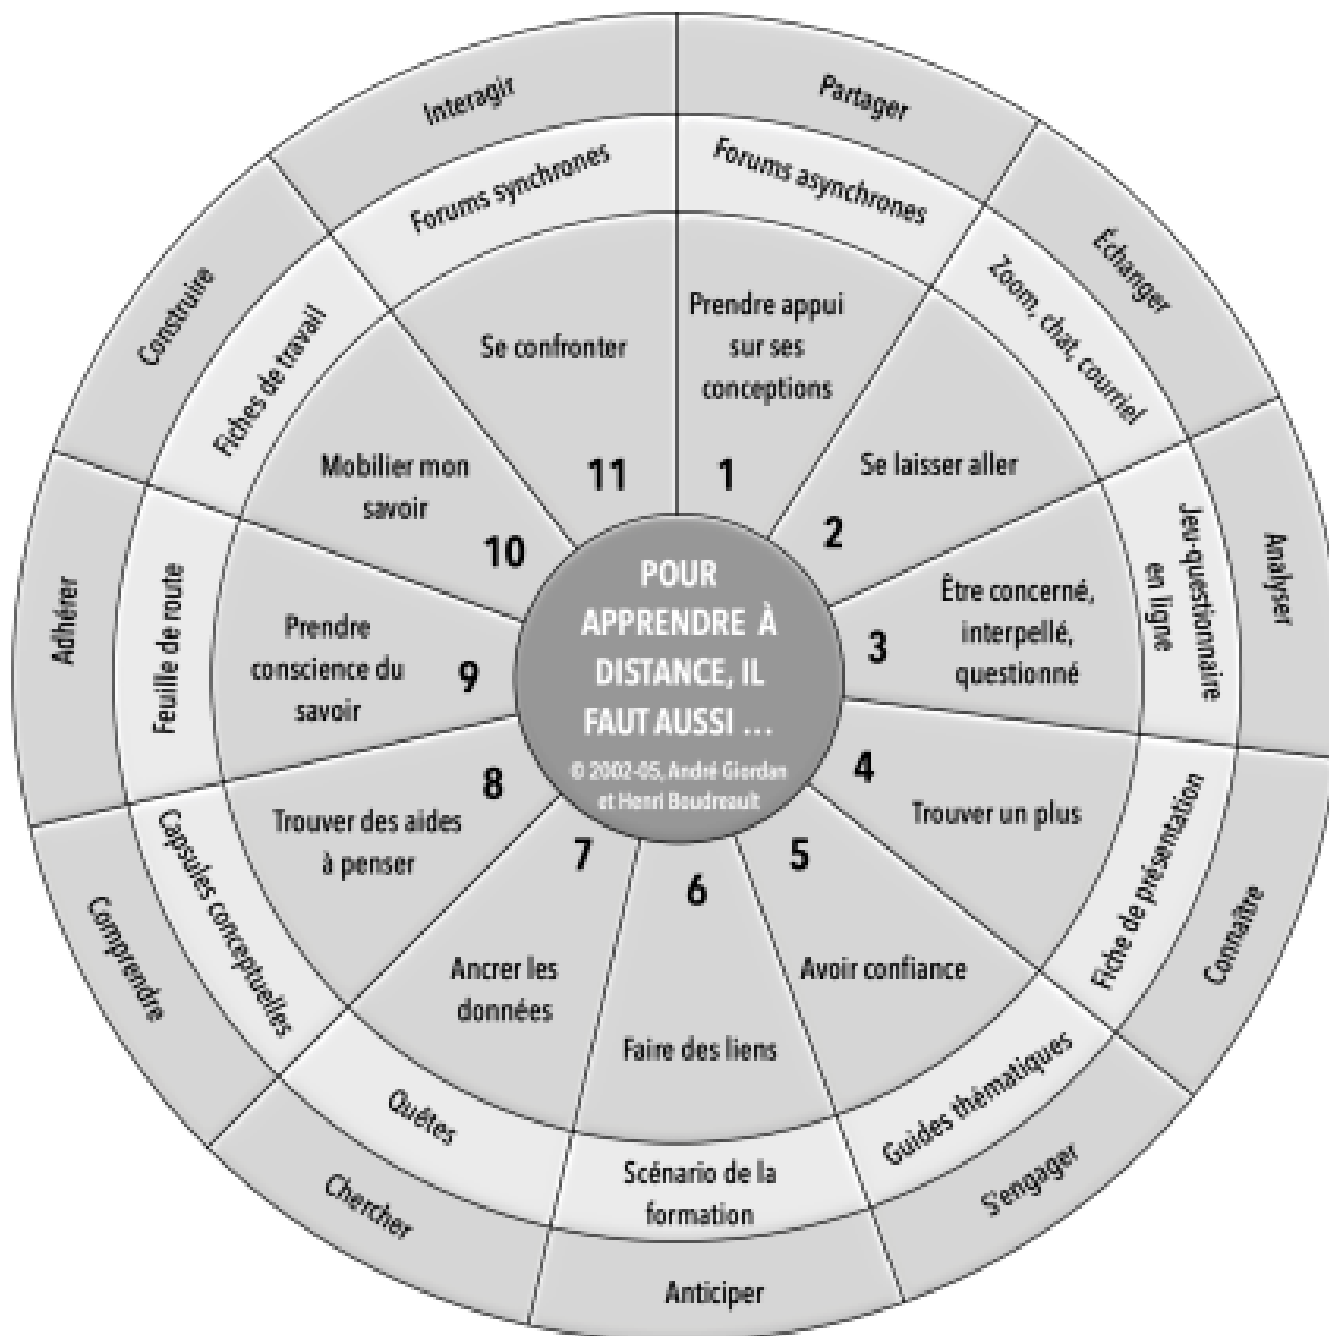 POUR
APPRENDRE À
DISTANCE, IL
FAUT AUSSI ...
© 2002-05, André Giordan
et Henri Boudreault
1
Prendre appui
sur ses
conceptions
Forums asynchrones
Partager
2
Se laisser aller
Zoom, chat, courriel
Échanger
3
Être concerné,
interpellé,
questionné
Jeu-questionnaire
en ligne
Analyser
4
Trouver un plus
Fiche de présentation
Connaître
5
Avoir confiance
Guides thématiques
S'engager
6
Faire des liens
Scénario de la
formation
Anticiper
7
Ancrer les
données
Quêtes
Chercher
8
Trouver des aides
à penser
Capsules conceptuelles
Comprendre
9
Prendre
conscience du
savoir
Feuille de route
Adhérer
10
Mobilier mon
savoir
Fiches de travail
Construire
11
Se confronter
Forums synchrones
Interagir